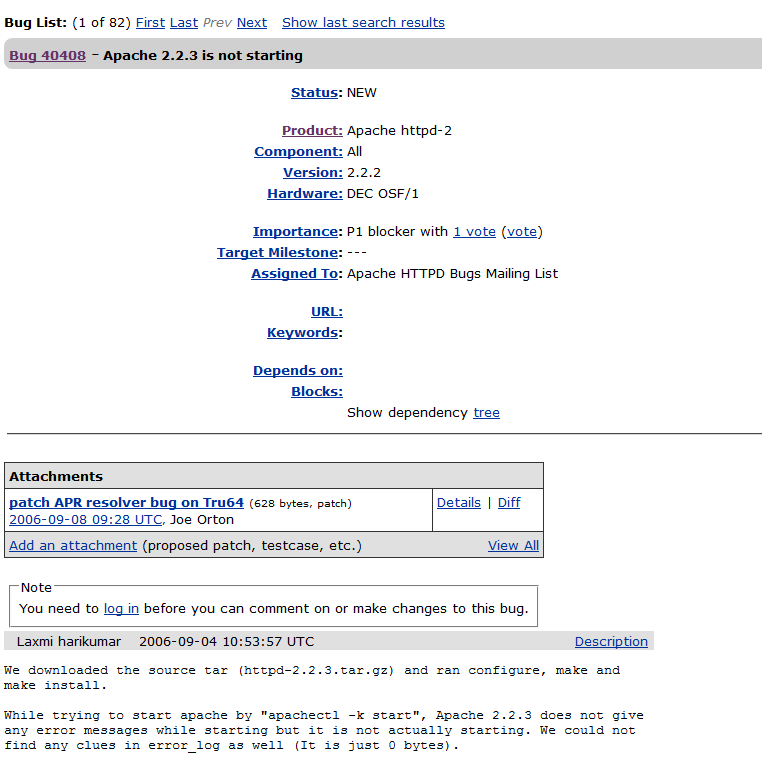 Bug List: (1 of 82) First Last Prev Next Show last search results
Bug 40408 – Apache 2.2.3 is not starting
Status: NEW
Product: Apache httpd-2
Component: All
Version: 2.2.2
Hardware: DEC OSF/1
Importance: P1 blocker with 1 vote (vote)
Target Milestone: ---
Assigned To: Apache HTTPD Bugs Mailing List
URL:
Keywords:
Depends on:
Blocks:
Show dependency tree
Attachments
patch APR resolver bug on Tru64 (628 bytes, patch) Details | Diff
2006-09-08 09:28 UTC, Joe Orton
Add an attachment (proposed patch, testcase, etc.) View All
Note
You need to log in before you can comment on or make changes to this bug.
Laxmi harikumar 2006-09-04 10:53:57 UTC Description
We downloaded the source tar (httpd-2.2.3.tar.gz) and ran configure, make and
make install.
While trying to start apache by "apachectl -k start", Apache 2.2.3 does not give
any error messages while starting but it is not actually starting. We could not
find any clues in error_log as well (It is just 0 bytes).